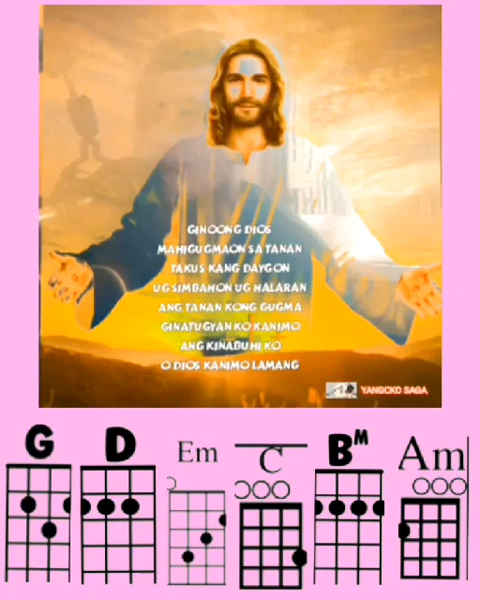 GINOONG DIOS
MAHIGUGMAON SA TANAN
TAKUS KANG DAYGON
UG SIMBAHON UG HALARAN
ANG TANAN KONG GUGMA
GINATUGYAN KO KANIMO
ANG KINABUHI KO
O DIOS KANIMO LAMANG
YANGCKO SAGA
G D Em C BM Am